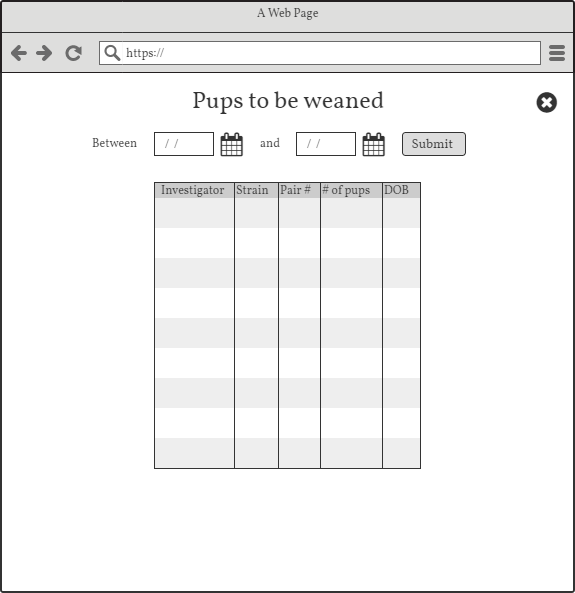 A Web Page
https://
Pups to be weaned
Between / / and / / Submit
Investigator Strain Pair # # of pups DOB